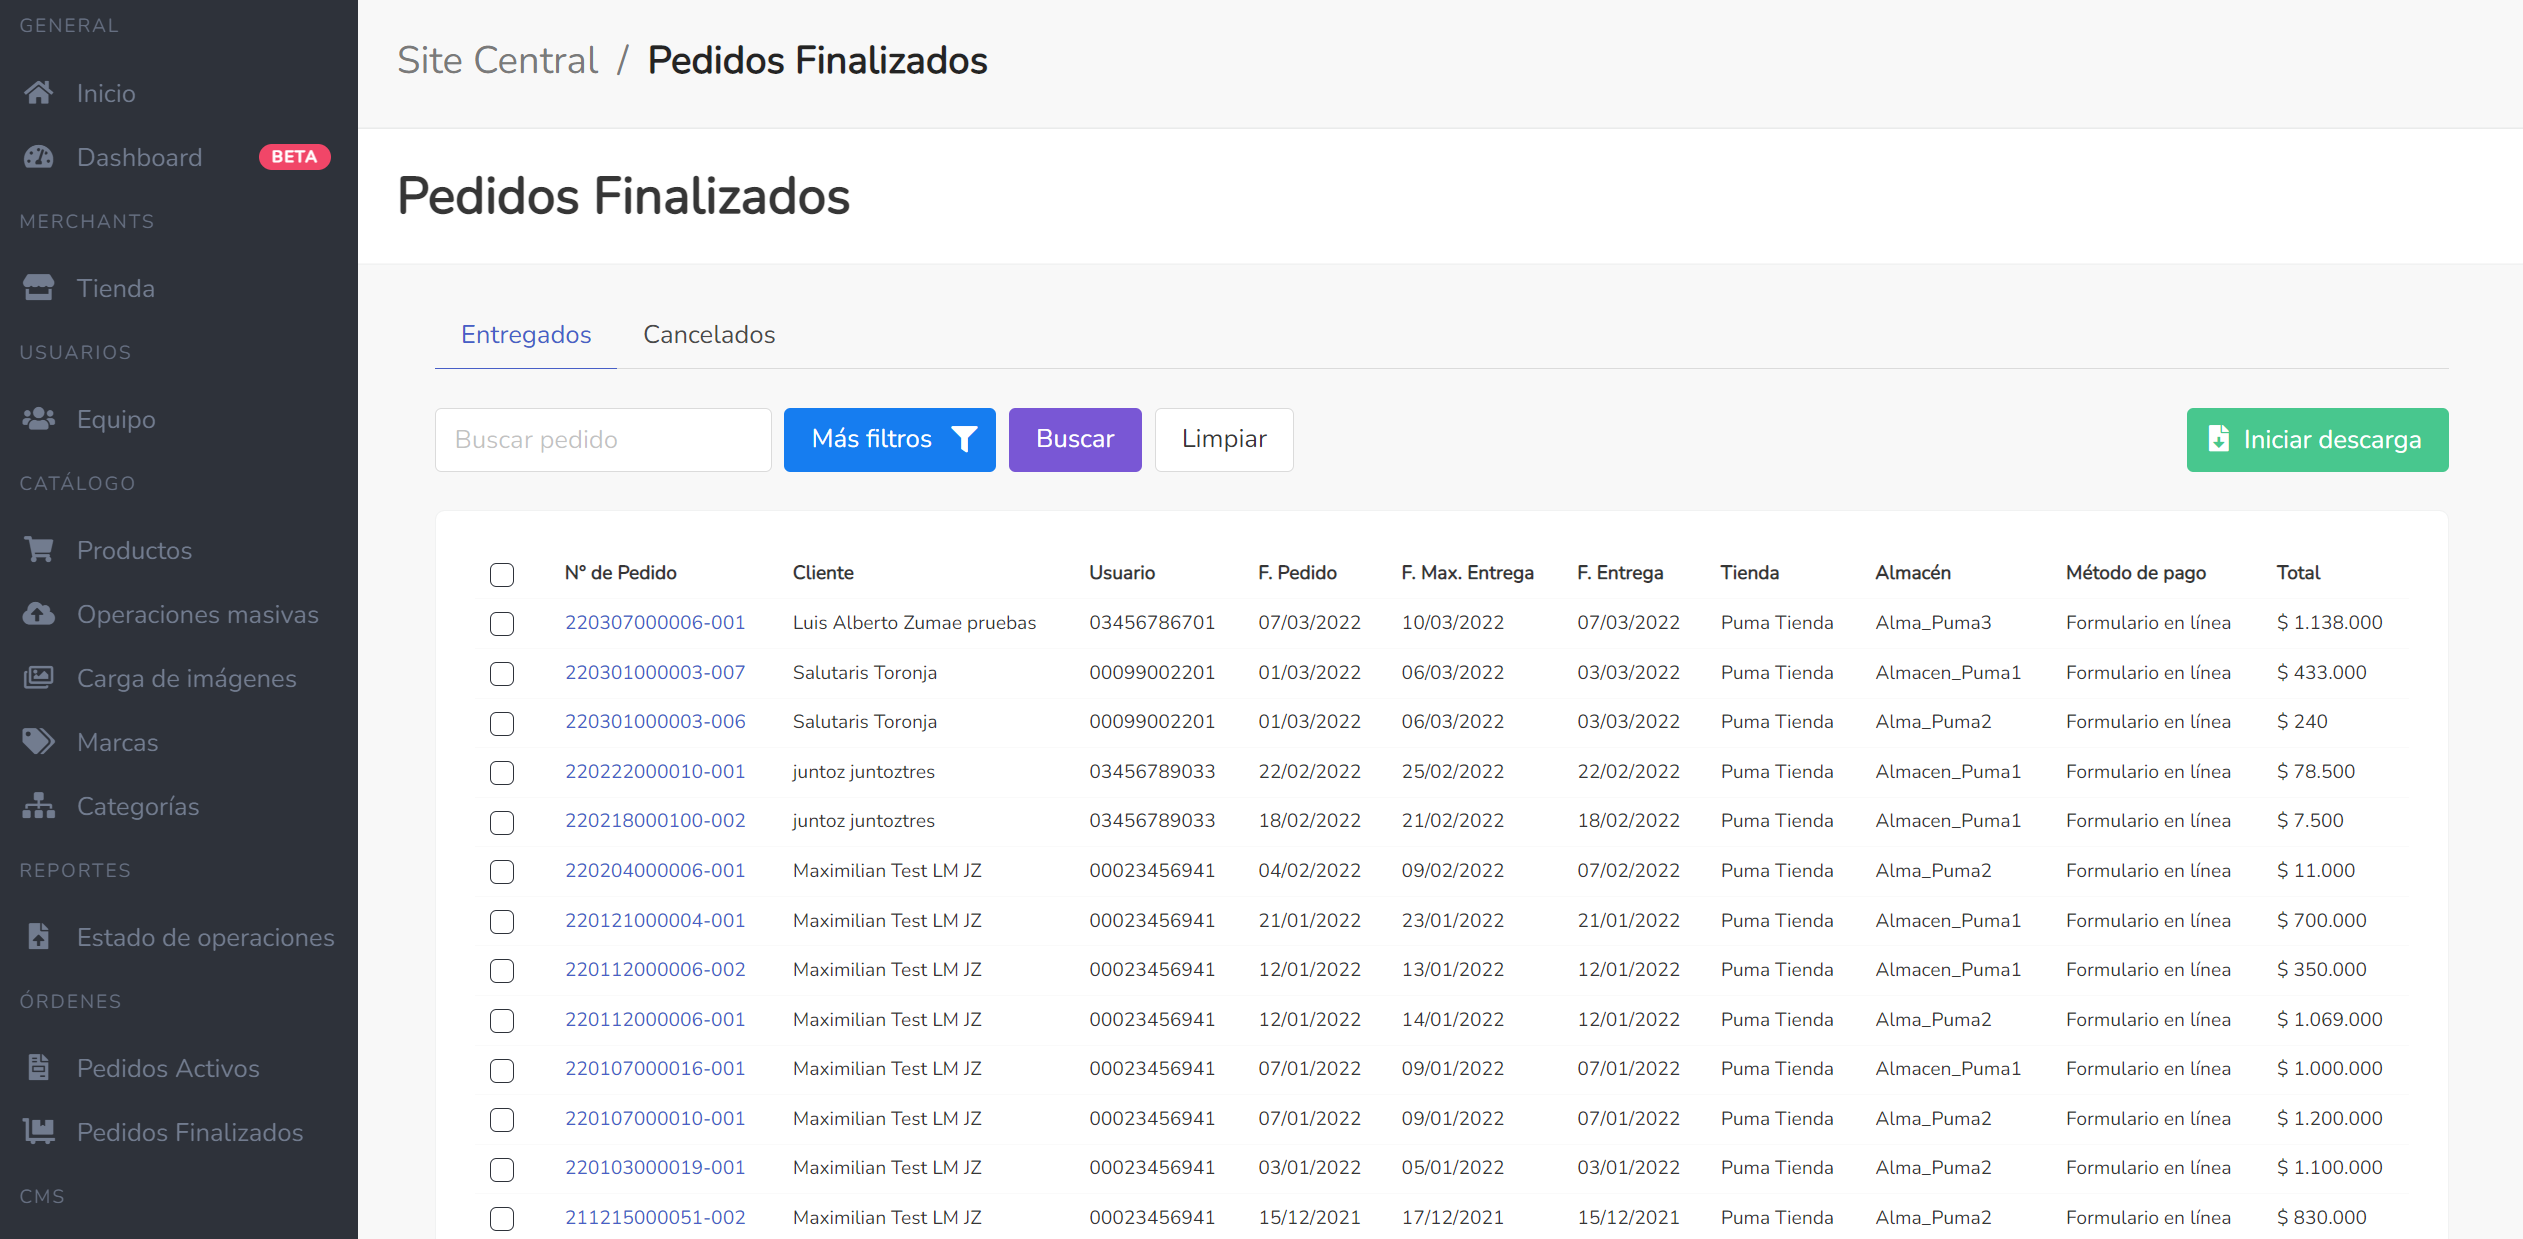 GENERAL
Inicio
Dashboard BETA
MERCHANTS
Tienda
USUARIOS
Equipo
CATÁLOGO
Productos
Operaciones masivas
Carga de imágenes
Marcas
Categorías
REPORTES
Estado de operaciones
ÓRDENES
Pedidos Activos
Pedidos Finalizados
CMS
Site Central / Pedidos Finalizados
Pedidos Finalizados
Entregados Cancelados
Buscar pedido Más filtros Buscar Limpiar Iniciar descarga
N° de Pedido Cliente Usuario F. Pedido F. Max. Entrega F. Entrega Tienda Almacén Método de pago Total
220307000006-001 Luis Alberto Zumae pruebas 03456786701 07/03/2022 10/03/2022 07/03/2022 Puma Tienda Alma_Puma3 Formulario en línea $ 1.138.000
220301000003-007 Salutaris Toronja 00099002201 01/03/2022 06/03/2022 03/03/2022 Puma Tienda Almacen_Puma1 Formulario en línea $ 433.000
220301000003-006 Salutaris Toronja 00099002201 01/03/2022 06/03/2022 03/03/2022 Puma Tienda Alma_Puma2 Formulario en línea $ 240
220222000010-001 juntoz juntoztres 03456789033 22/02/2022 25/02/2022 22/02/2022 Puma Tienda Almacen_Puma1 Formulario en línea $ 78.500
220218000100-002 juntoz juntoztres 03456789033 18/02/2022 21/02/2022 18/02/2022 Puma Tienda Almacen_Puma1 Formulario en línea $ 7.500
220204000006-001 Maximilian Test LM JZ 00023456941 04/02/2022 09/02/2022 07/02/2022 Puma Tienda Alma_Puma2 Formulario en línea $ 11.000
220121000004-001 Maximilian Test LM JZ 00023456941 21/01/2022 23/01/2022 21/01/2022 Puma Tienda Almacen_Puma1 Formulario en línea $ 700.000
220112000006-002 Maximilian Test LM JZ 00023456941 12/01/2022 13/01/2022 12/01/2022 Puma Tienda Almacen_Puma1 Formulario en línea $ 350.000
220112000006-001 Maximilian Test LM JZ 00023456941 12/01/2022 14/01/2022 12/01/2022 Puma Tienda Alma_Puma2 Formulario en línea $ 1.069.000
220107000016-001 Maximilian Test LM JZ 00023456941 07/01/2022 09/01/2022 07/01/2022 Puma Tienda Almacen_Puma1 Formulario en línea $ 1.000.000
220107000010-001 Maximilian Test LM JZ 00023456941 07/01/2022 09/01/2022 07/01/2022 Puma Tienda Alma_Puma2 Formulario en línea $ 1.200.000
220103000019-001 Maximilian Test LM JZ 00023456941 03/01/2022 05/01/2022 03/01/2022 Puma Tienda Alma_Puma2 Formulario en línea $ 1.100.000
211215000051-002 Maximilian Test LM JZ 00023456941 15/12/2021 17/12/2021 15/12/2021 Puma Tienda Alma_Puma2 Formulario en línea $ 830.000